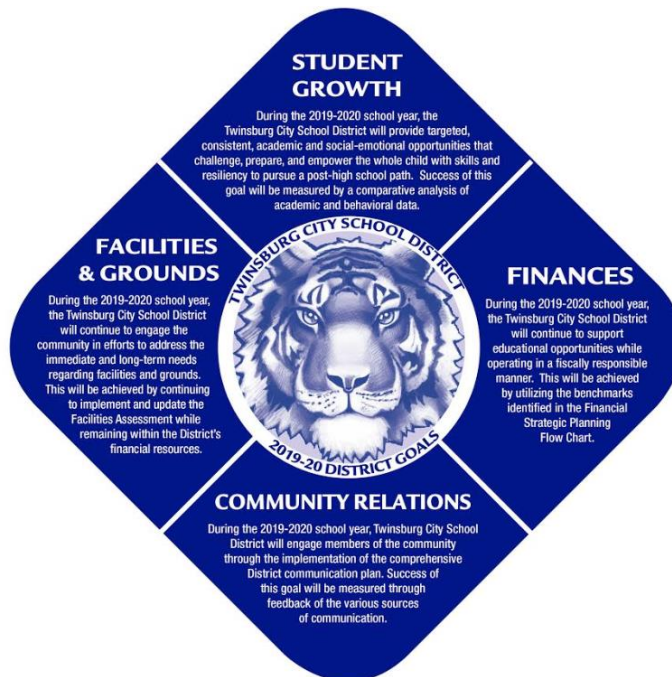 STUDENT
GROWTH
During the 2019-2020 school year, the
Twinsburg City School District will provide targeted,
consistent, academic and social-emotional opportunities that
challenge, prepare, and empower the whole child with skills and
resiliency to pursue a post-high school path. Success of this
goal will be measured by a comparative analysis of
academic and behavioral data.
FACILITIES
& GROUNDS
During the 2019-2020 school year,
the Twinsburg City School District
will continue to engage the
community in efforts to address the
immediate and long-term needs
regarding facilities and grounds.
This will be achieved by continuing
to implement and update the
Facilities Assessment while
remaining within the District's
financial resources.
TWINSBURG CITY SCHOOL DISTRICT
2019-20 DISTRICT GOALS
FINANCES
During the 2019-2020 school year,
the Twinsburg City School District
will continue to support
educational opportunities while
operating in a fiscally responsible
manner. This will be achieved
by utilizing the benchmarks
identified in the Financial
Strategic Planning
Flow Chart.
COMMUNITY RELATIONS
During the 2019-2020 school year, Twinsburg City School
District will engage members of the community
through the implementation of the comprehensive
District communication plan. Success of
this goal will be measured through
feedback of the various sources
of communication.